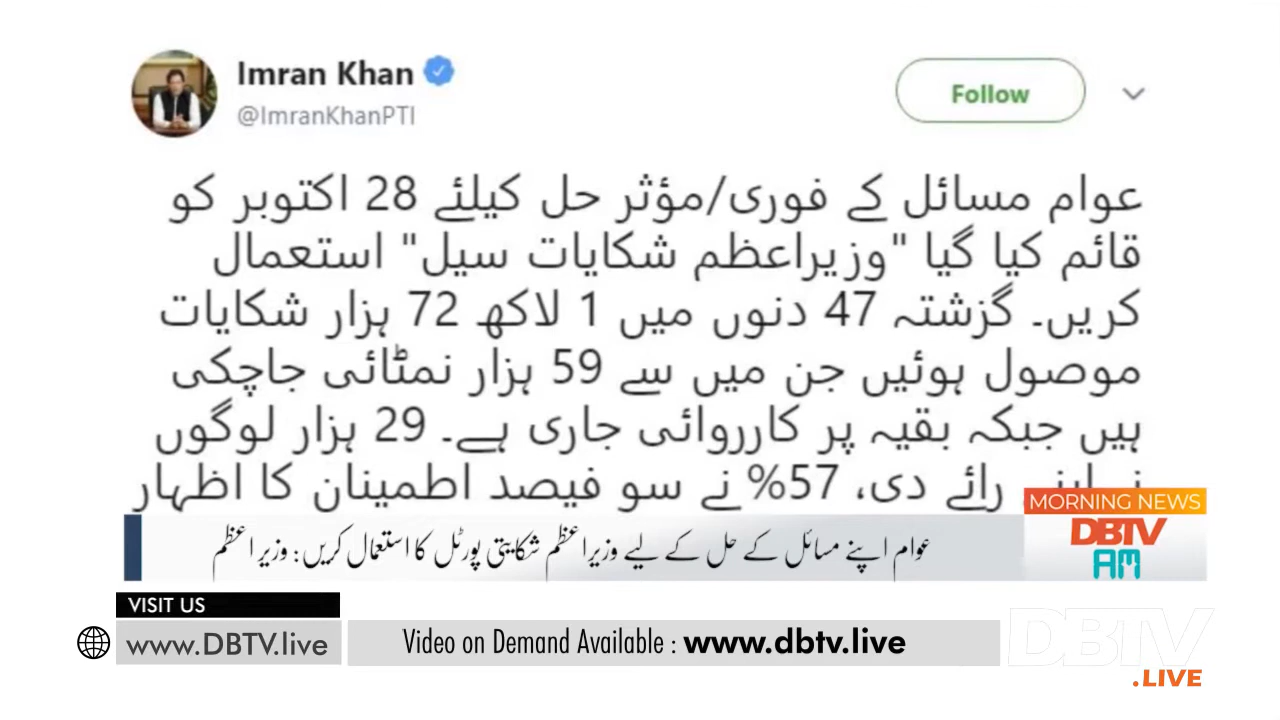 Imran Khan
@ImranKhanPTI
Follow
عوام مسائل کے فوری/مؤثر حل کیلئے 28 اکتوبر کو
قائم کیا گیا "وزیراعظم شکایات سیل" استعمال
کریں۔ گزشتہ 47 دنوں میں 1 لاکھ 72 ہزار شکایات
موصول ہوئیں جن میں سے 59 ہزار نمٹائی جاچکی
ہیں جبکہ بقیہ پر کارروائی جاری ہے۔ 29 ہزار لوگوں
رائے دی، 57% نے سو فیصد اطمینان کا اظہار
MORNING NEWS
DBTV
AM
عوام اپنے مسائل کے حل کے لیے وزیراعظم شکایتی پورٹل کا استعمال کریں: وزیراعظم
VISIT US
www.DBTV.live
Video on Demand Available : www.dbtv.live
DBTV
.LIVE